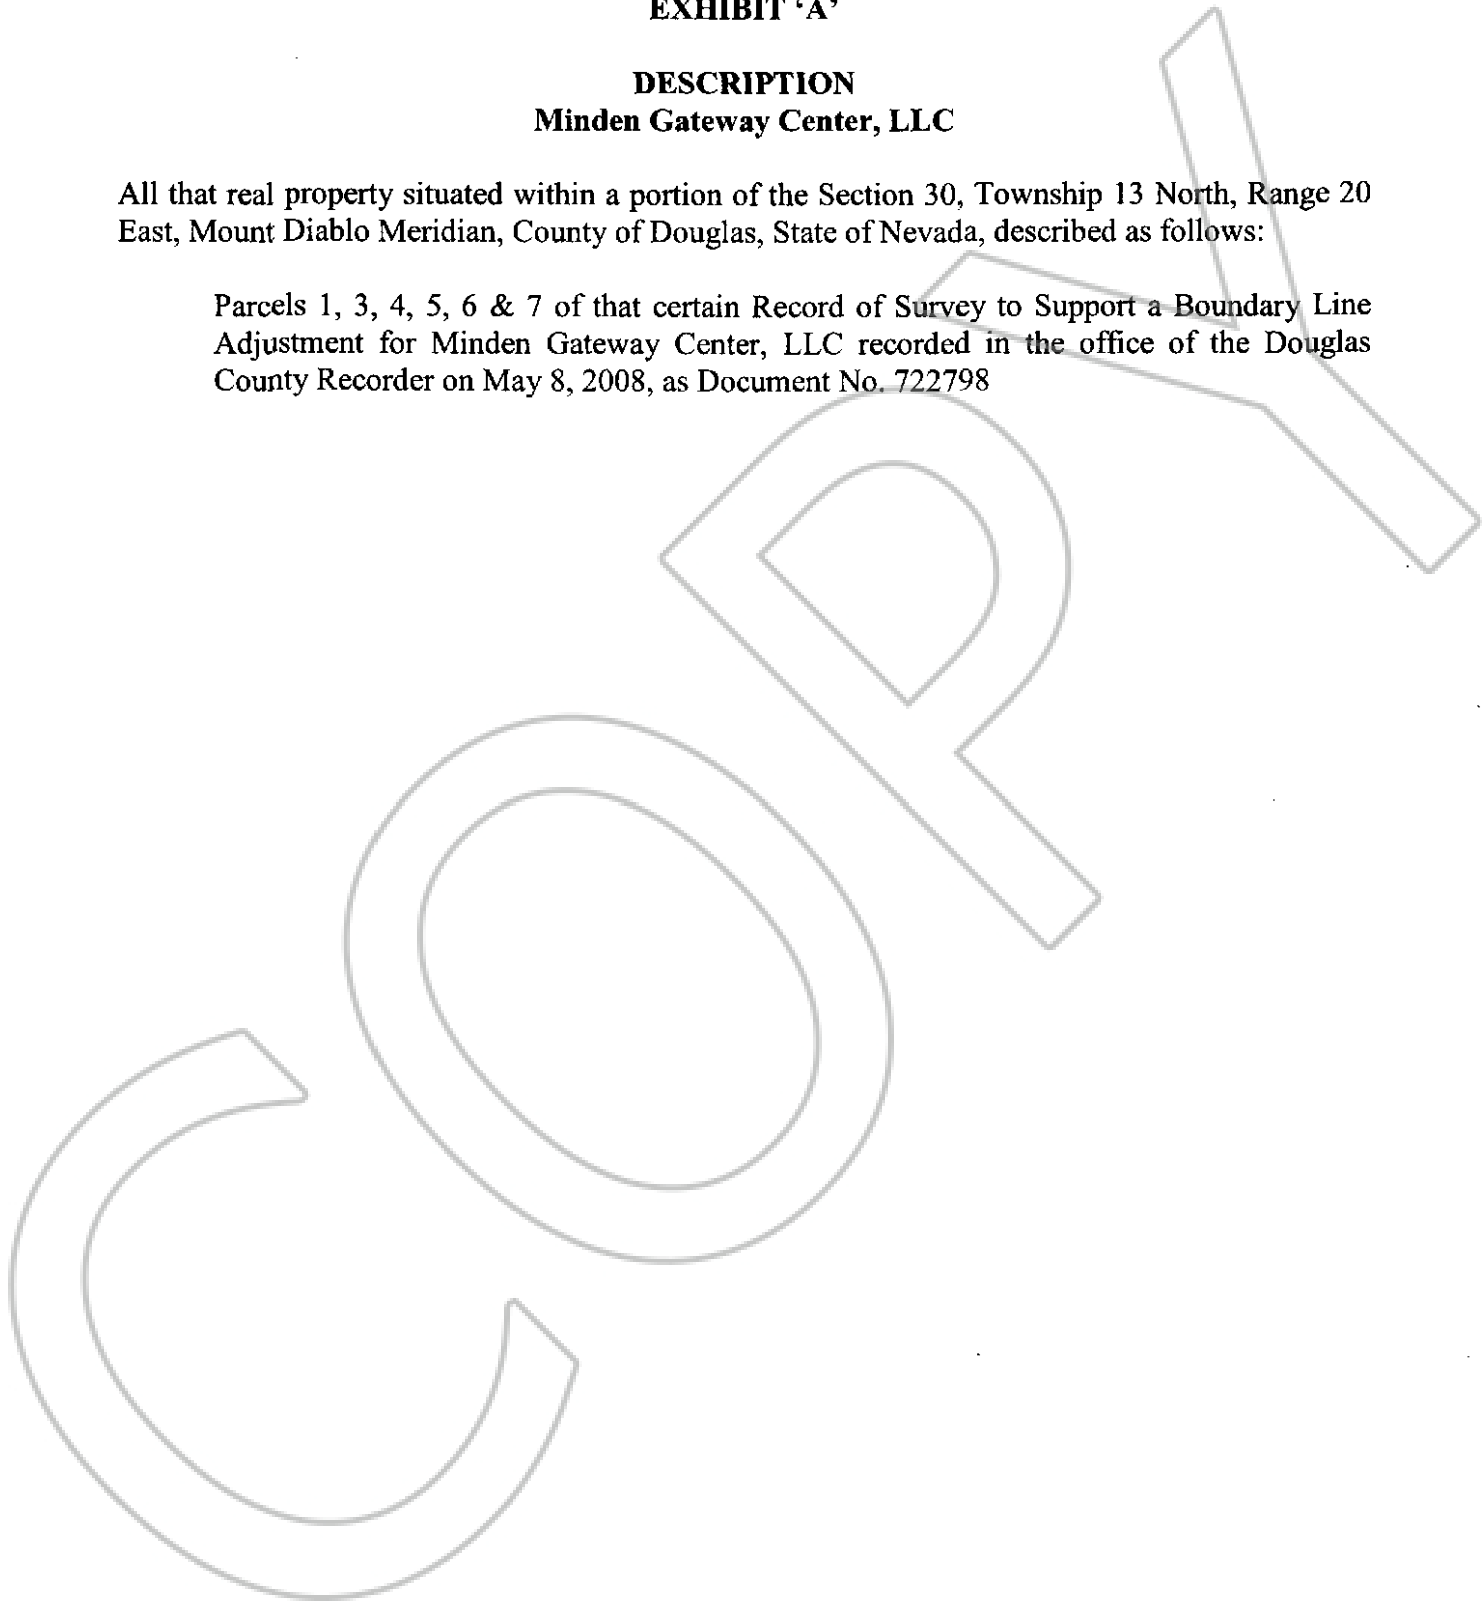 EXHIBIT ‘A’
DESCRIPTION
Minden Gateway Center, LLC
All that real property situated within a portion of the Section 30, Township 13 North, Range 20
East, Mount Diablo Meridian, County of Douglas, State of Nevada, described as follows:
Parcels 1, 3, 4, 5, 6 & 7 of that certain Record of Survey to Support a Boundary Line
Adjustment for Minden Gateway Center, LLC recorded in the office of the Douglas
County Recorder on May 8, 2008, as Document No. 722798
COPY